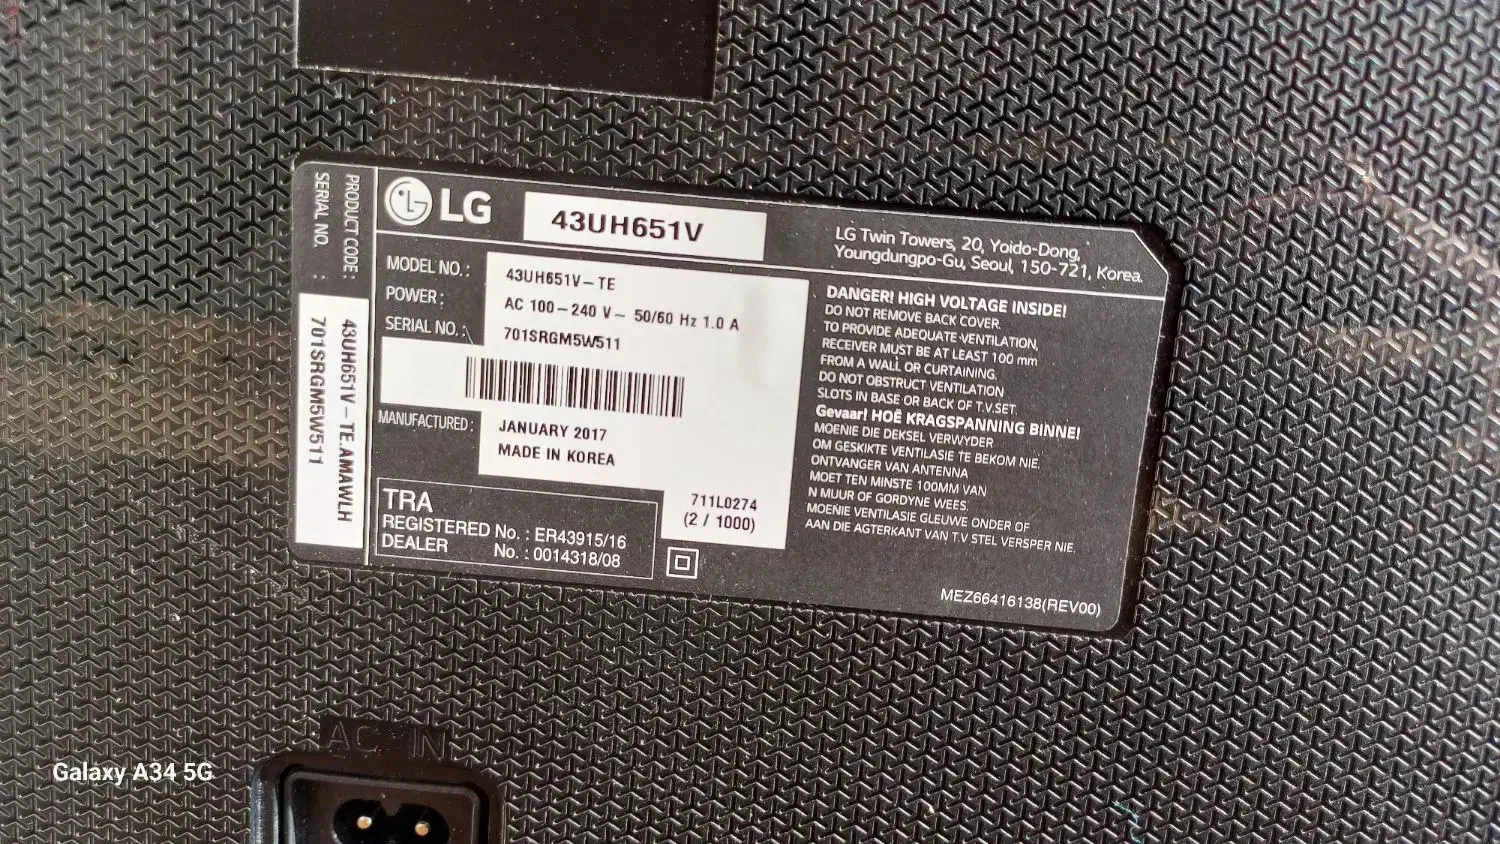 LG
43UH651V
LG Twin Towers, 20, Yoido-Dong,
Youngdungpo-Gu, Seoul, 150-721, Korea.
PRODUCT CODE :
SERIAL NO. :
43UH651V-TE.AMAWLH
701SRGM5W511
MODEL NO. : 43UH651V-TE
POWER : AC 100-240 V~ 50/60 Hz 1.0 A
SERIAL NO. : 701SRGM5W511
MANUFACTURED : JANUARY 2017
MADE IN KOREA
711L0274
(2 / 1000)
TRA
REGISTERED No. : ER43915/16
DEALER No. : 0014318/08
DANGER! HIGH VOLTAGE INSIDE!
DO NOT REMOVE BACK COVER.
TO PROVIDE ADEQUATE VENTILATION,
RECEIVER MUST BE AT LEAST 100 mm
FROM A WALL OR CURTAINING.
DO NOT OBSTRUCT VENTILATION
SLOTS IN BASE OR BACK OF T.V.SET.
Gevaar! HOË KRAGSPANNING BINNE!
MOENIE DIE DEKSEL VERWYDER
OM GESKIKTE VENTILASIE TE BEKOM NIE.
ONTVANGER VAN ANTENNA
MOET TEN MINSTE 100MM VAN
N MUUR OF GORDYNE WEES.
MOENIE VENTILASIE GLEUWE ONDER OF
AAN DIE AGTERKANT VAN T.V STEL VERSPER NIE.
MEZ66416138(REV00)
AC IN
Galaxy A34 5G